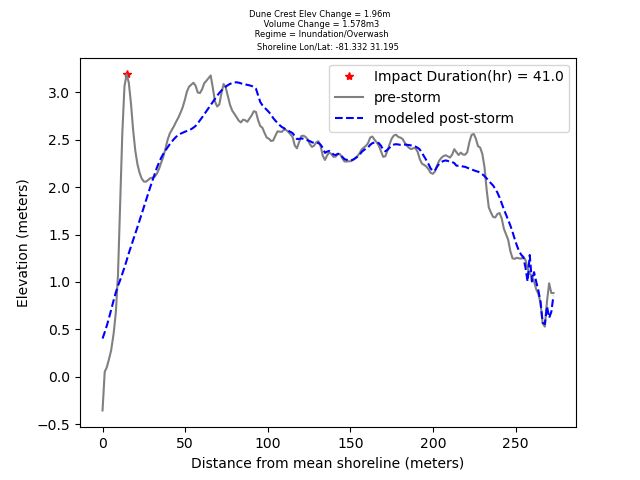 Dune Crest Elev Change = 1.96m
Volume Change = 1.578m3
Regime = Inundation/Overwash
Shoreline Lon/Lat: -81.332 31.195
Impact Duration(hr) = 41.0
pre-storm
modeled post-storm
Elevation (meters)
3.0
2.5
2.0
1.5
1.0
0.5
0.0
−0.5
0 50 100 150 200 250
Distance from mean shoreline (meters)